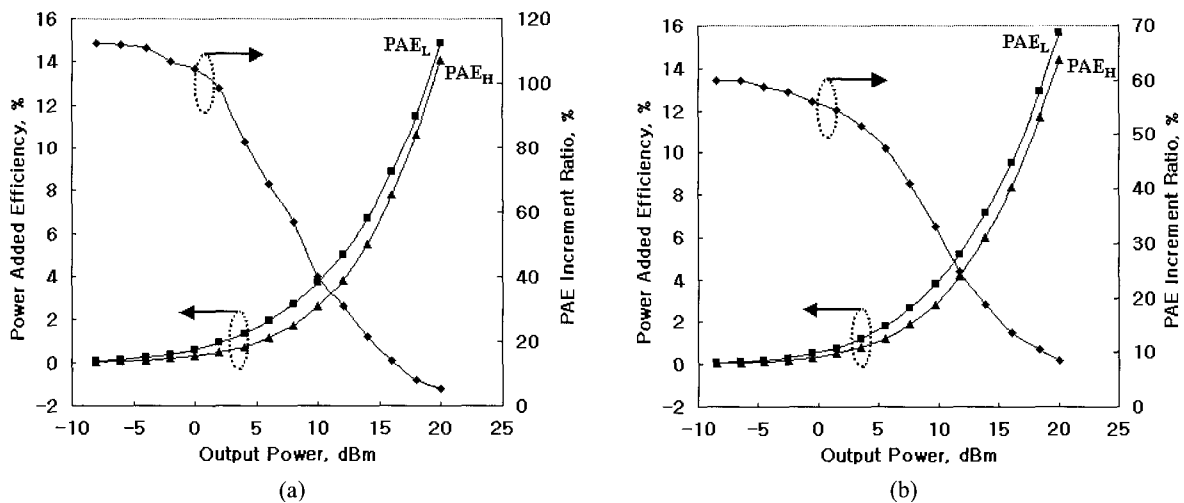 16
14
12
10
8
6
4
2
0
-2
Power Added Efficiency, %
120
100
80
60
40
20
0
PAE Increment Ratio, %
PAE_L
PAE_H
-10 -5 0 5 10 15 20 25
Output Power, dBm
(a)
16
14
12
10
8
6
4
2
0
-2
Power Added Efficiency, %
70
60
50
40
31
20
10
0
PAE Increment Ratio, %
PAE_L
PAE_H
-10 -5 0 5 10 15 20 25
Output Power, dBm
(b)